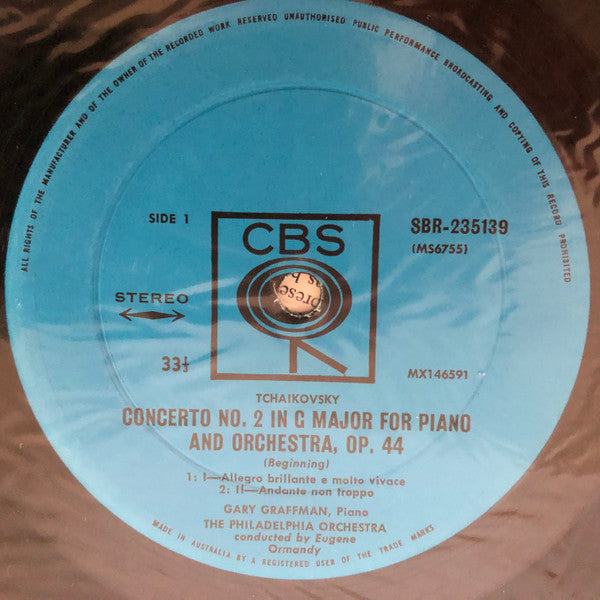 ALL RIGHTS OF THE MANUFACTURER AND OF THE OWNER OF THE RECORDED WORK RESERVED UNAUTHORISED PUBLIC PERFORMANCE BROADCASTING AND COPYING OF THIS RECORD PROHIBITED
SIDE 1
CBS
SBR-235139
(MS6755)
STEREO
prese
s b
33⅓
MX146591
TCHAIKOVSKY
CONCERTO NO. 2 IN G MAJOR FOR PIANO
AND ORCHESTRA, OP. 44
(Beginning)
1: I—Allegro brillante e molto vivace
2: II—Andante non troppo
GARY GRAFFMAN, Piano
THE PHILADELPHIA ORCHESTRA
conducted by Eugene
Ormandy
MADE IN AUSTRALIA BY A REGISTERED USER OF THE TRADE MARKS